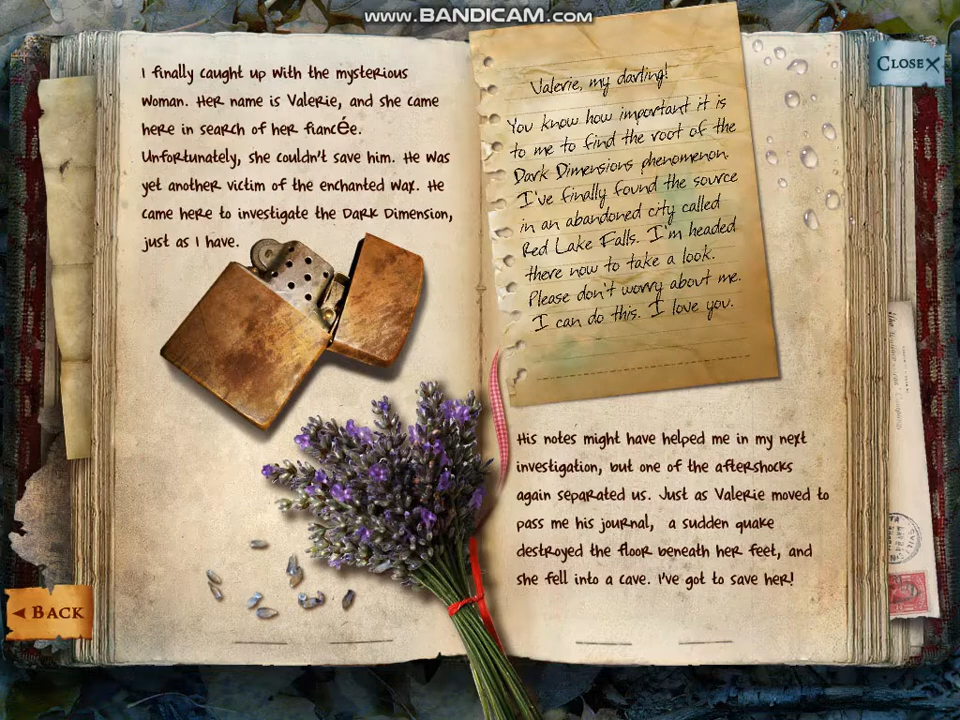 www.BANDICAM.com
CLOSE X
I finally caught up with the mysterious
woman. Her name is Valerie, and she came
here in search of her fiancÉe.
Unfortunately, she couldn't save him. He was
yet another victim of the enchanted wax. He
came here to investigate the Dark Dimension,
just as I have.
Valerie, my darling!
You know how important it is
to me to find the root of the
Dark Dimensions phenomenon.
I've finally found the source
in an abandoned city called
Red Lake Falls. I'm headed
there now to take a look.
Please don't worry about me.
I can do this. I love you.
His notes might have helped me in my next
investigation, but one of the aftershocks
again separated us. Just as Valerie moved to
pass me his journal, a sudden quake
destroyed the floor beneath her feet, and
she fell into a cave. I've got to save her!
BACK